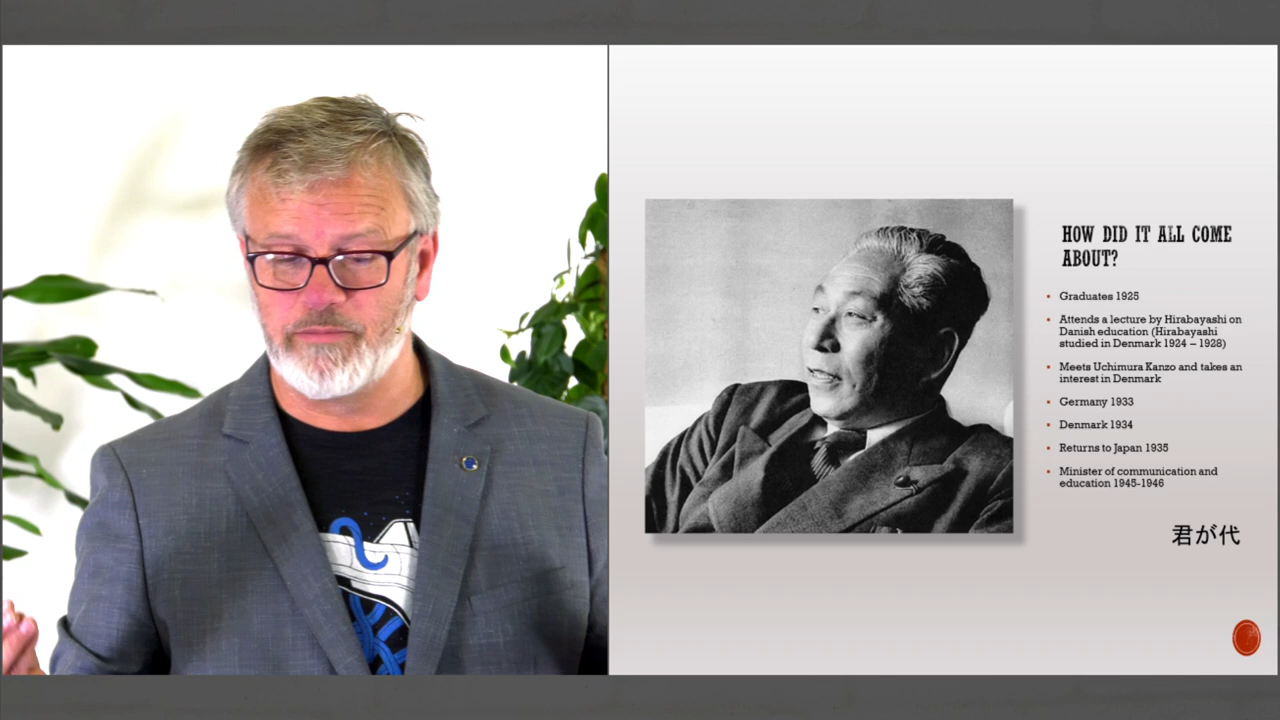 HOW DID IT ALL COME
ABOUT?
Graduates 1925
Attends a lecture by Hirabayashi on
Danish education (Hirabayashi
studied in Denmark 1924 – 1928)
Meets Uchimura Kanzo and takes an
interest in Denmark
Germany 1933
Denmark 1934
Returns to Japan 1935
Minister of communication and
education 1945-1946
君が代